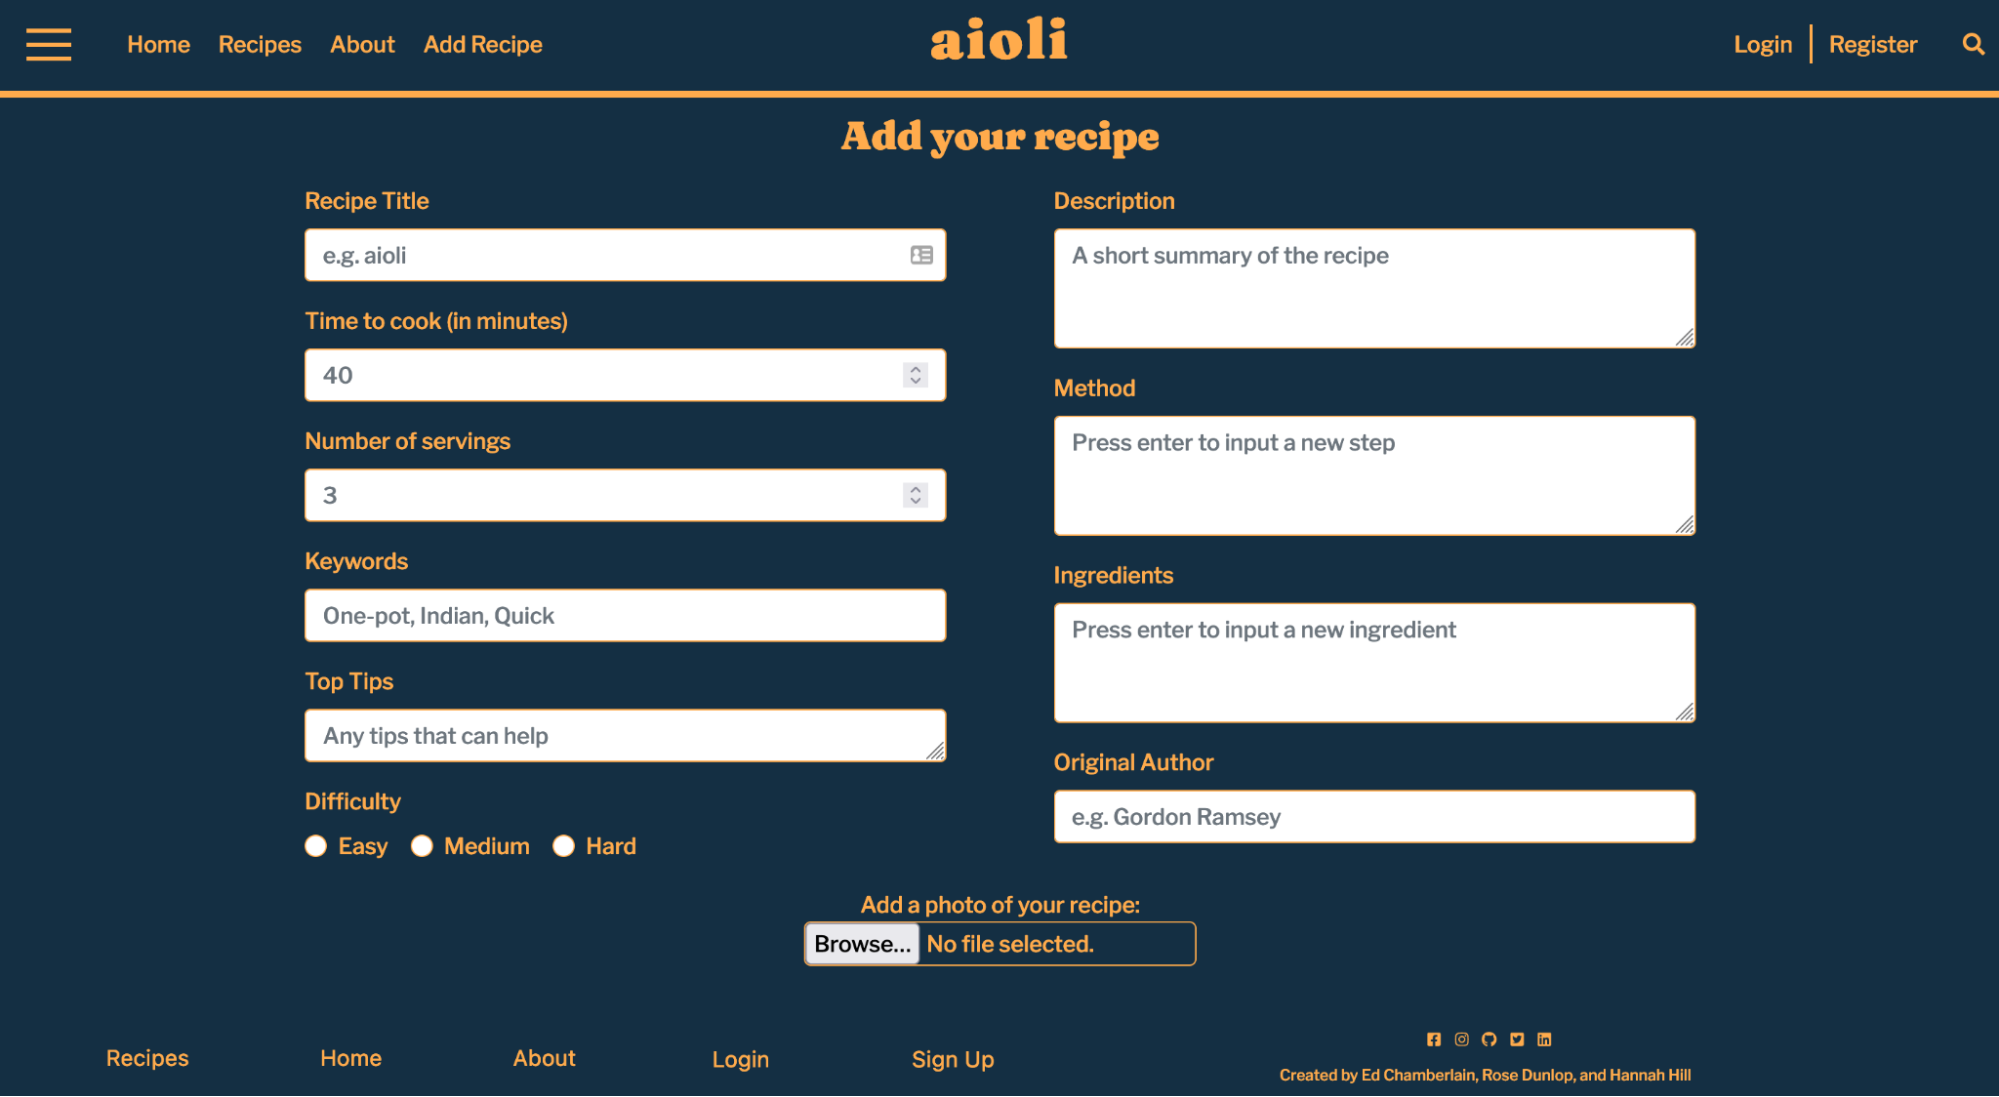 Home Recipes About Add Recipe
aioli
Login Register
Add your recipe
Recipe Title
e.g. aioli
Time to cook (in minutes)
40
Number of servings
3
Keywords
One-pot, Indian, Quick
Top Tips
Any tips that can help
Difficulty
Easy Medium Hard
Description
A short summary of the recipe
Method
Press enter to input a new step
Ingredients
Press enter to input a new ingredient
Original Author
e.g. Gordon Ramsey
Add a photo of your recipe:
Browse... No file selected.
Recipes Home About Login Sign Up
Created by Ed Chamberlain, Rose Dunlop, and Hannah Hill